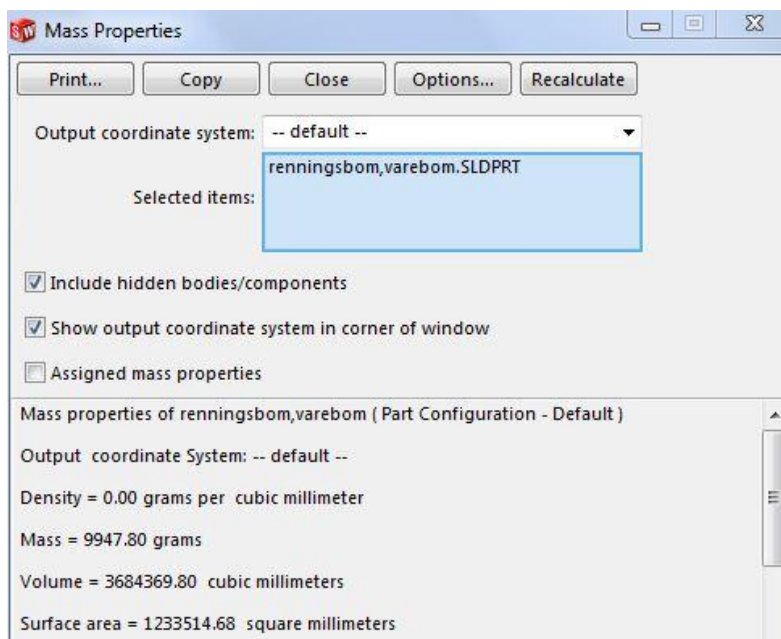 SW Mass Properties
Print... Copy Close Options... Recalculate
Output coordinate system: -- default --
renningsbom,varebom.SLDPRT
Selected items:
Include hidden bodies/components
Show output coordinate system in corner of window
Assigned mass properties
Mass properties of renningsbom,varebom ( Part Configuration - Default )
Output coordinate System: -- default --
Density = 0.00 grams per cubic millimeter
Mass = 9947.80 grams
Volume = 3684369.80 cubic millimeters
Surface area = 1233514.68 square millimeters